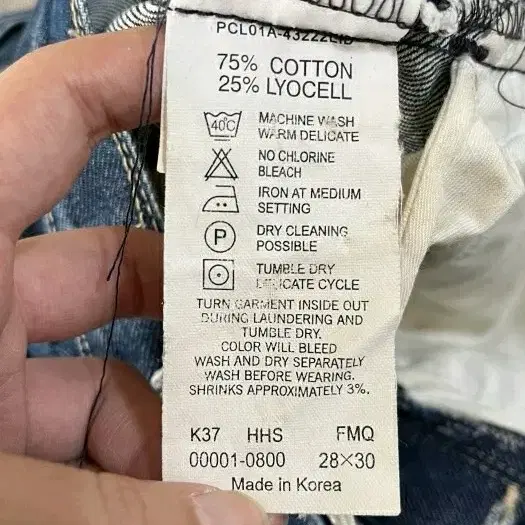 75% COTTON
25% LYOCELL
40°C
MACHINE WASH
WARM DELICATE
NO CHLORINE
BLEACH
IRON AT MEDIUM
SETTING
P
DRY CLEANING
POSSIBLE
TUMBLE DRY
DELICATE CYCLE
TURN GARMENT INSIDE OUT
DURING LAUNDERING AND
TUMBLE DRY.
COLOR WILL BLEED
WASH AND DRY SEPARATELY
WASH BEFORE WEARING.
SHRINKS APPROXIMATELY 3%.
K37 HHS FMQ
00001-0800 28×30
Made in Korea